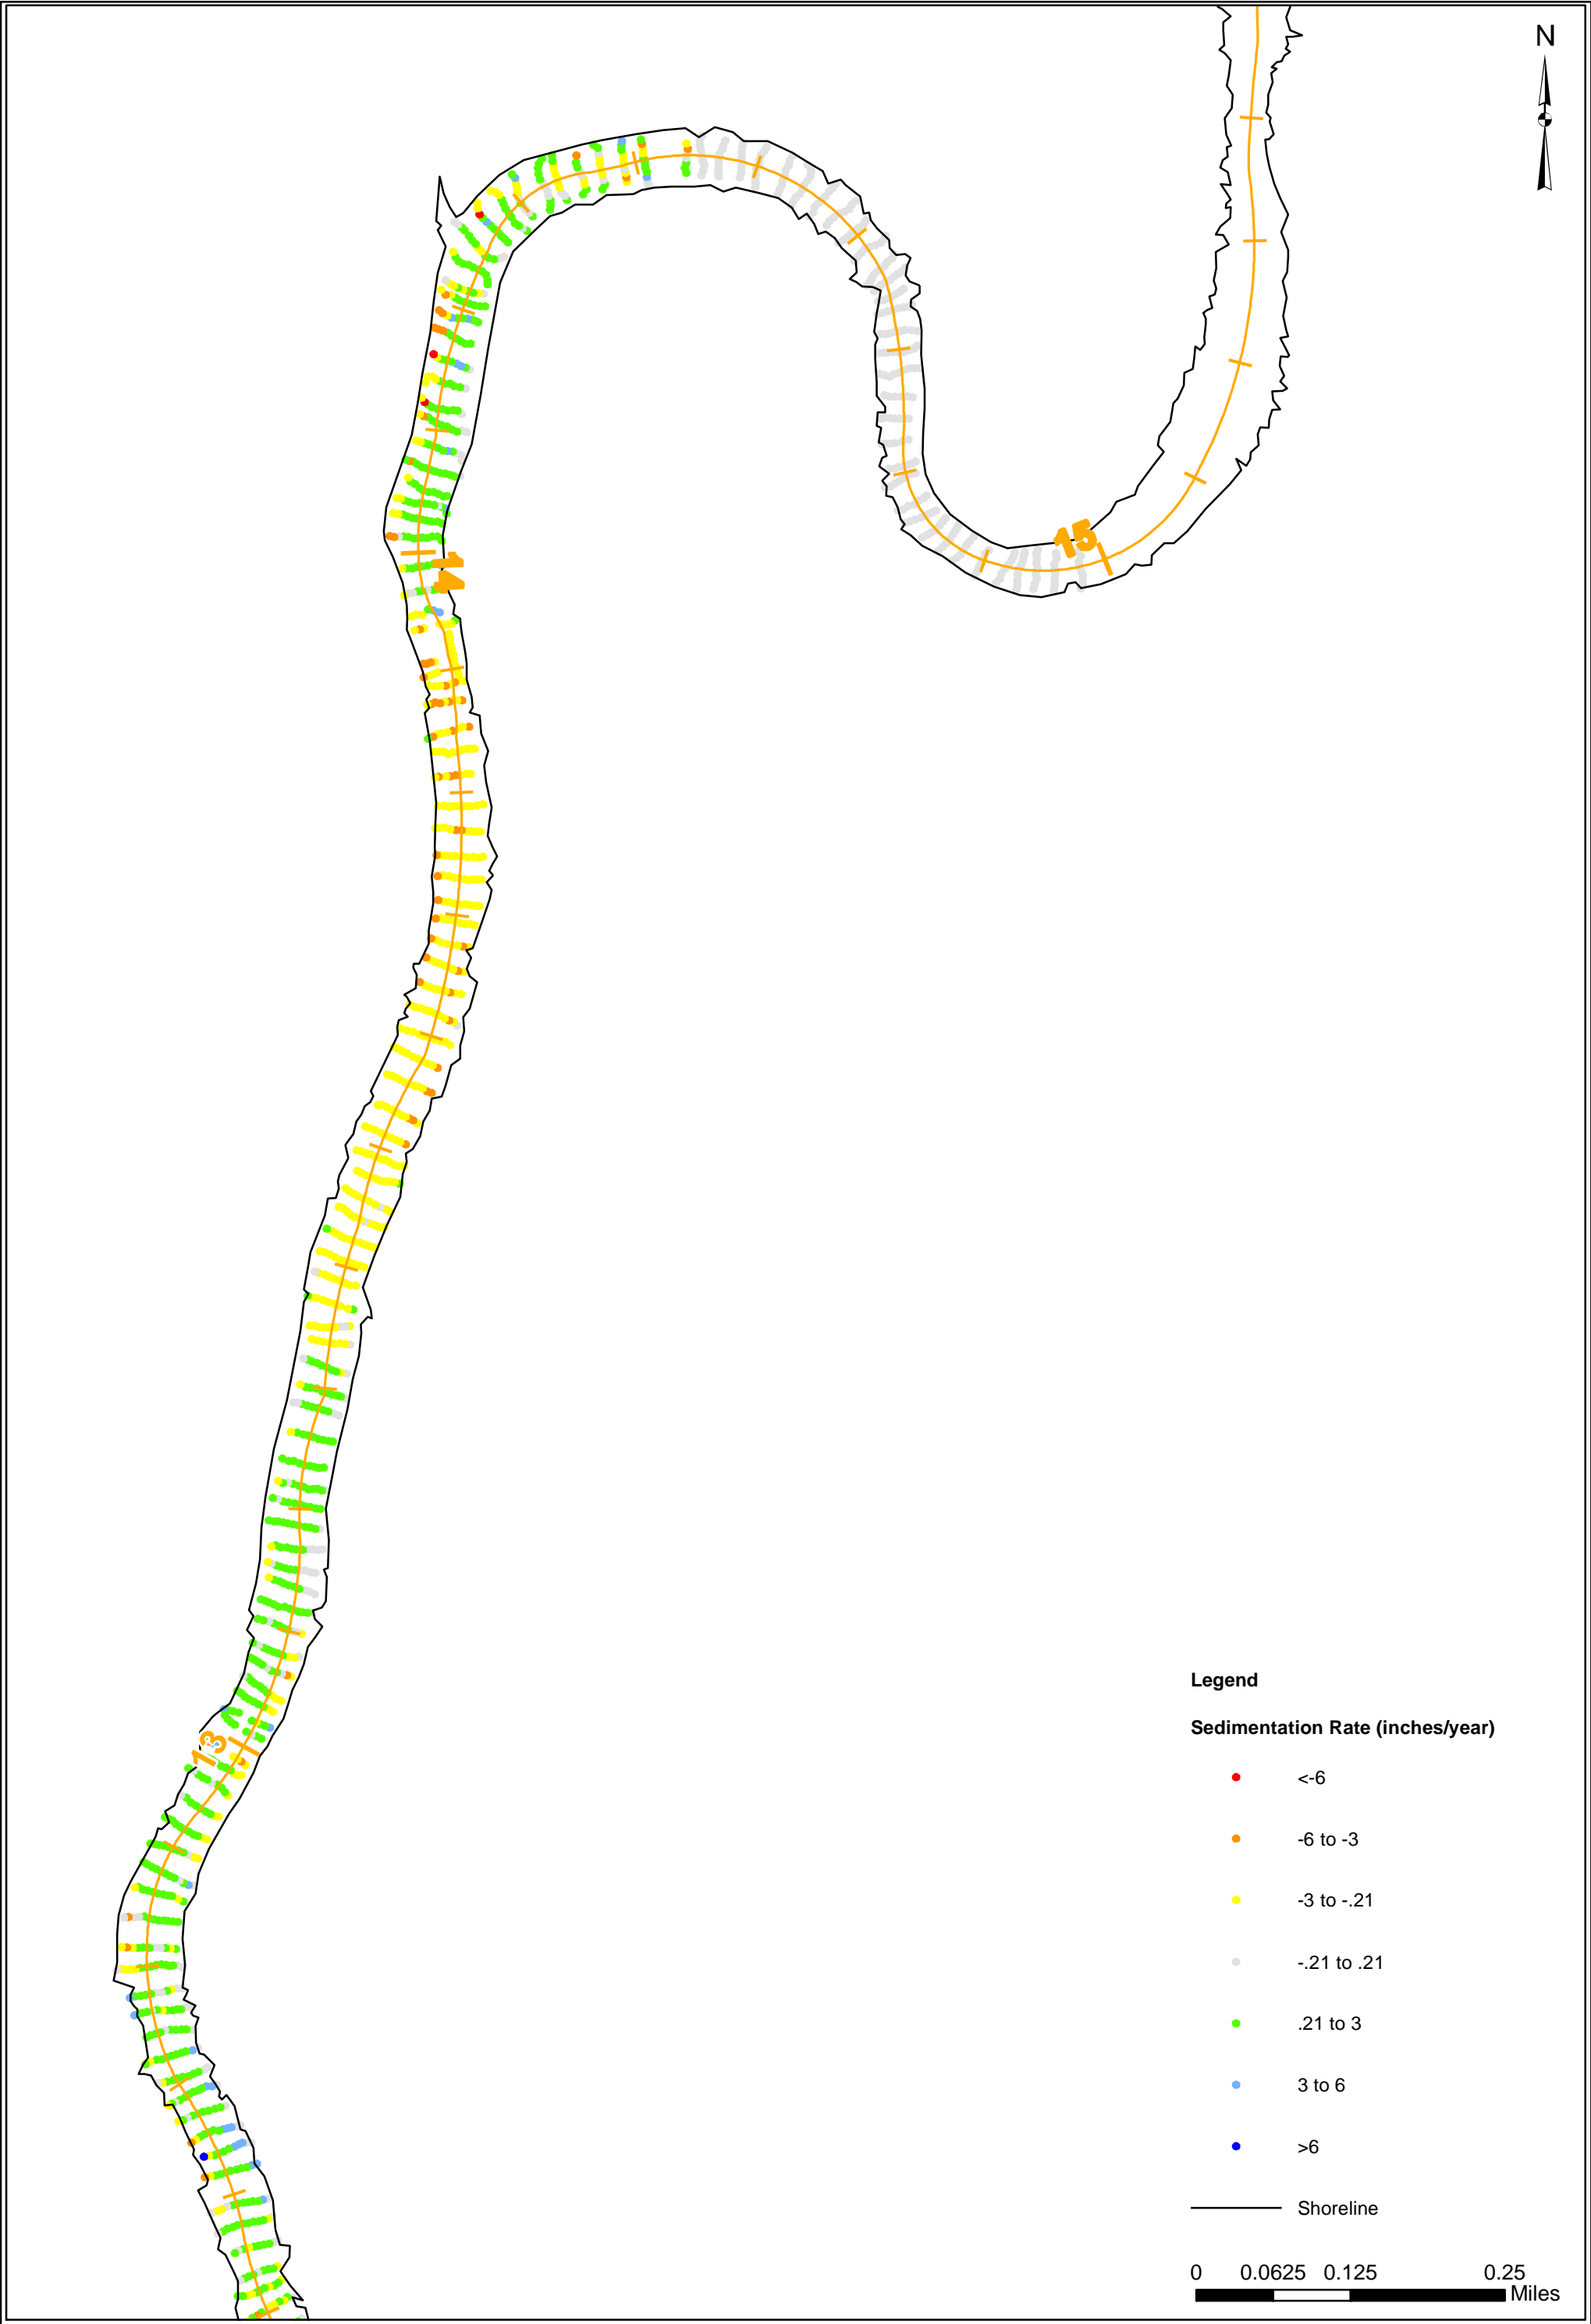 N
15
14
13
Legend
Sedimentation Rate (inches/year)
<-6
-6 to -3
-3 to -.21
-.21 to .21
.21 to 3
3 to 6
>6
Shoreline
0 0.0625 0.125 0.25
Miles